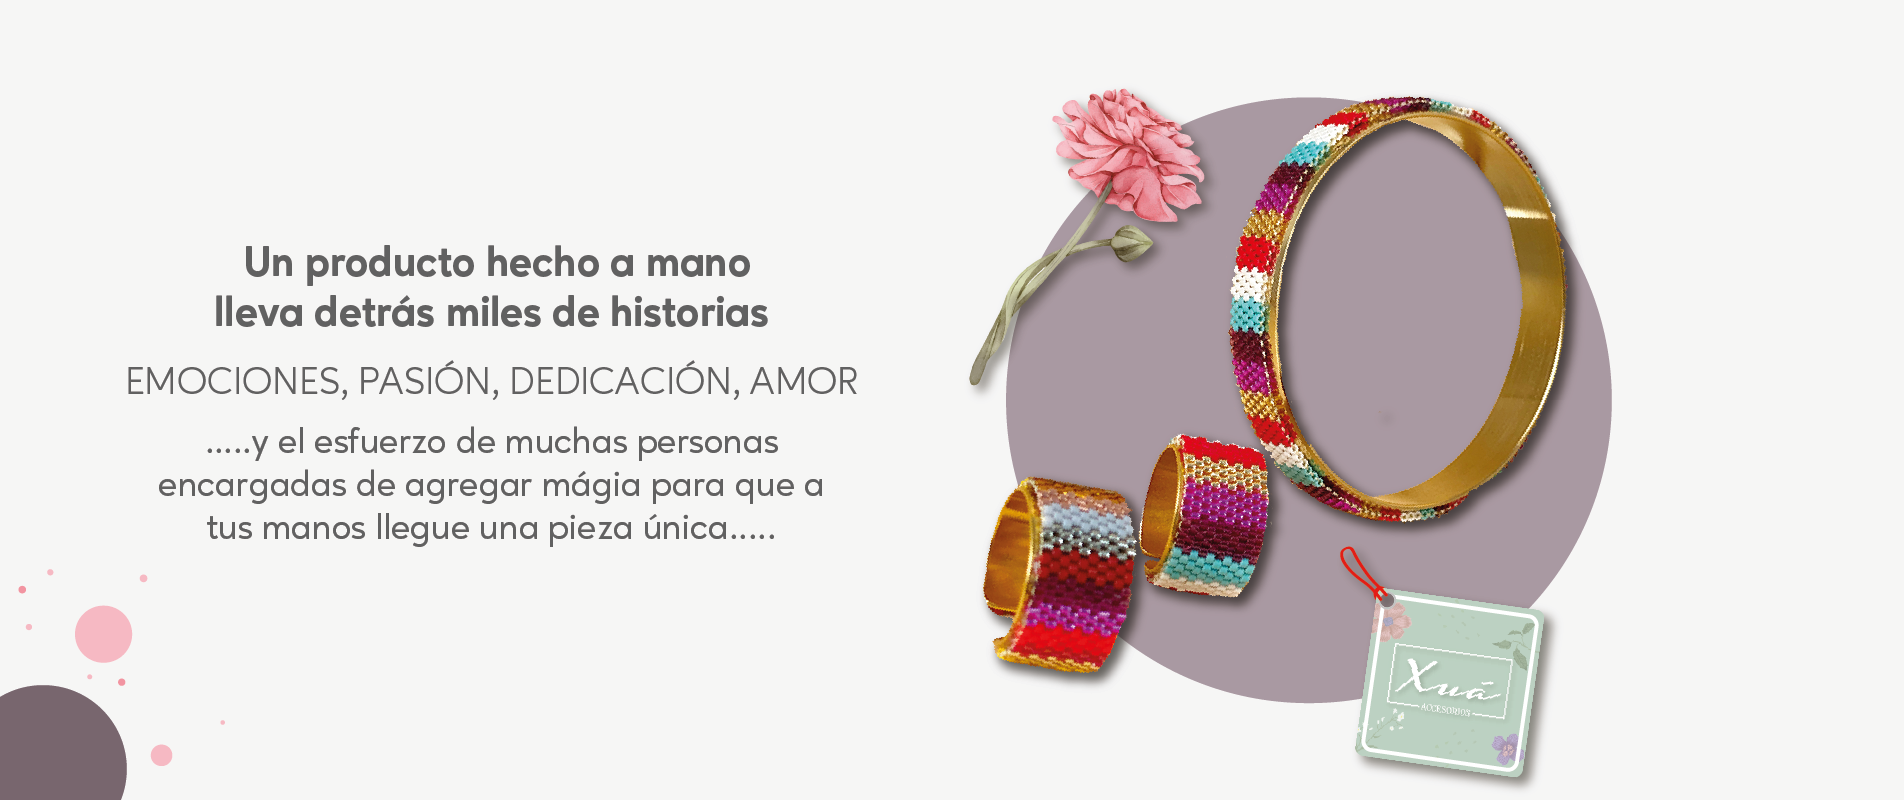 Un producto hecho a mano
lleva detrás miles de historias
EMOCIONES, PASIÓN, DEDICACIÓN, AMOR
.....y el esfuerzo de muchas personas
encargadas de agregar mágia para que a
tus manos llegue una pieza única.....
Xuá
ACCESORIOS